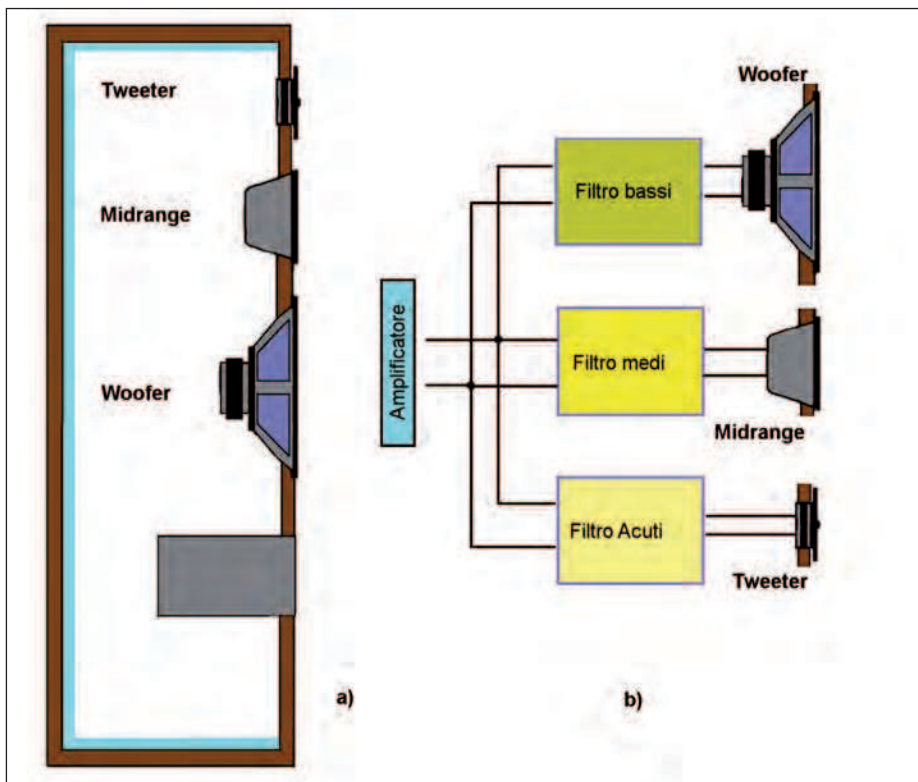 Tweeter
Midrange
Woofer
a)
Woofer
Filtro bassi
Amplificatore
Filtro medi
Midrange
Filtro Acuti
Tweeter
b)